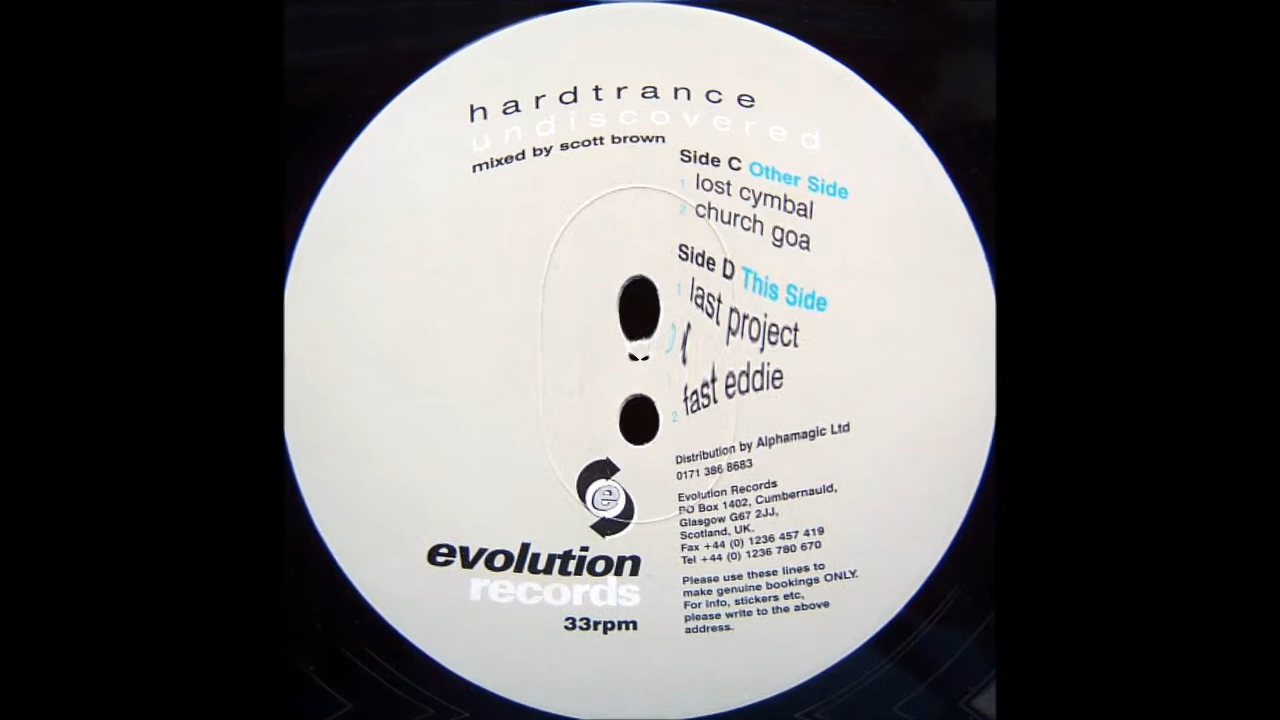 hardtrance
undiscovered
mixed by scott brown
Side C Other Side
1 lost cymbal
2 church goa
Side D This Side
1 last project
2 fast eddie
Distribution by Alphamagic Ltd
0171 386 8683
Evolution Records
PO Box 1402, Cumbernauld,
Glasgow G67 2JJ,
Scotland, UK.
Fax +44 (0) 1236 457 419
Tel +44 (0) 1236 780 670
Please use these lines to
make genuine bookings ONLY.
For info, stickers etc,
please write to the above
address.
e
evolution
records
33rpm